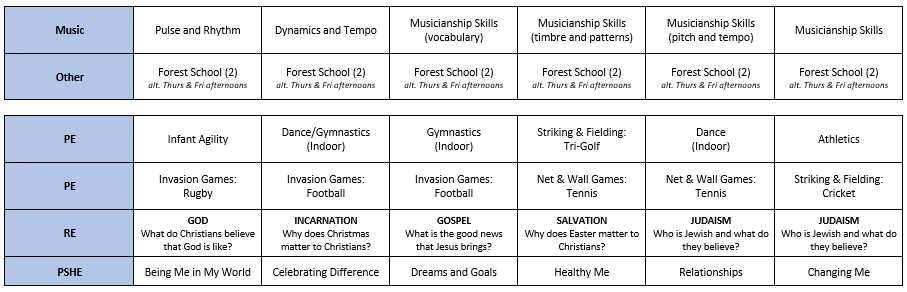 Music
Pulse and Rhythm
Dynamics and Tempo
Musicianship Skills
(vocabulary)
Musicianship Skills
(timbre and patterns)
Musicianship Skills
(pitch and tempo)
Musicianship Skills
Other
Forest School (2)
alt. Thurs & Fri afternoons
Forest School (2)
alt. Thurs & Fri afternoons
Forest School (2)
alt. Thurs & Fri afternoons
Forest School (2)
alt. Thurs & Fri afternoons
Forest School (2)
alt. Thurs & Fri afternoons
Forest School (2)
alt. Thurs & Fri afternoons
PE
Infant Agility
Dance/Gymnastics
(Indoor)
Gymnastics
(Indoor)
Striking & Fielding:
Tri-Golf
Dance
(Indoor)
Athletics
PE
Invasion Games:
Rugby
Invasion Games:
Football
Invasion Games:
Football
Net & Wall Games:
Tennis
Net & Wall Games:
Tennis
Striking & Fielding:
Cricket
RE
GOD
What do Christians believe
that God is like?
INCARNATION
Why does Christmas
matter to Christians?
GOSPEL
What is the good news
that Jesus brings?
SALVATION
Why does Easter matter to
Christians?
JUDAISM
Who is Jewish and what do
they believe?
JUDAISM
Who is Jewish and what do
they believe?
PSHE
Being Me in My World
Celebrating Difference
Dreams and Goals
Healthy Me
Relationships
Changing Me